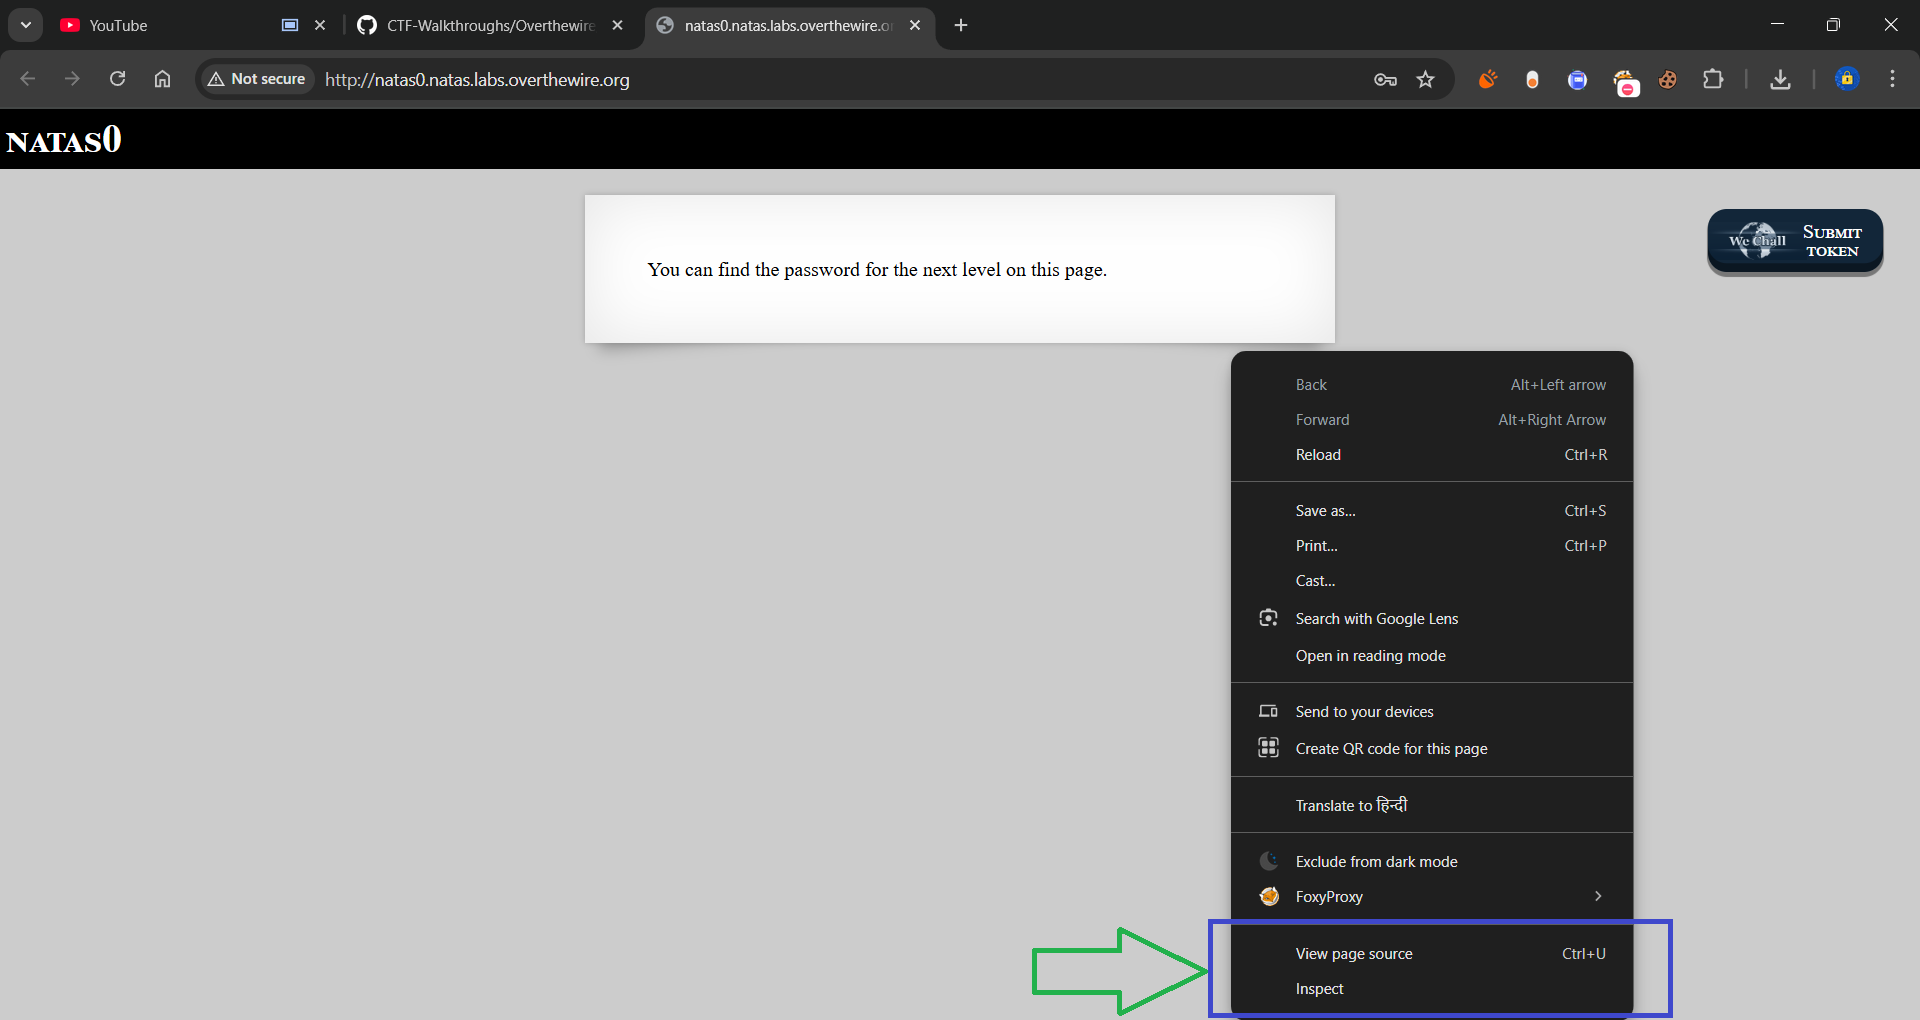 YouTube
CTF-Walkthroughs/Overthewire
natas0.natas.labs.overthewire.or
Not secure
http://natas0.natas.labs.overthewire.org
NATAS0
You can find the password for the next level on this page.
We Chall
SUBMIT
TOKEN
Back Alt+Left arrow
Forward Alt+Right Arrow
Reload Ctrl+R
Save as... Ctrl+S
Print... Ctrl+P
Cast...
Search with Google Lens
Open in reading mode
Send to your devices
Create QR code for this page
Translate to हिन्दी
Exclude from dark mode
FoxyProxy
View page source Ctrl+U
Inspect